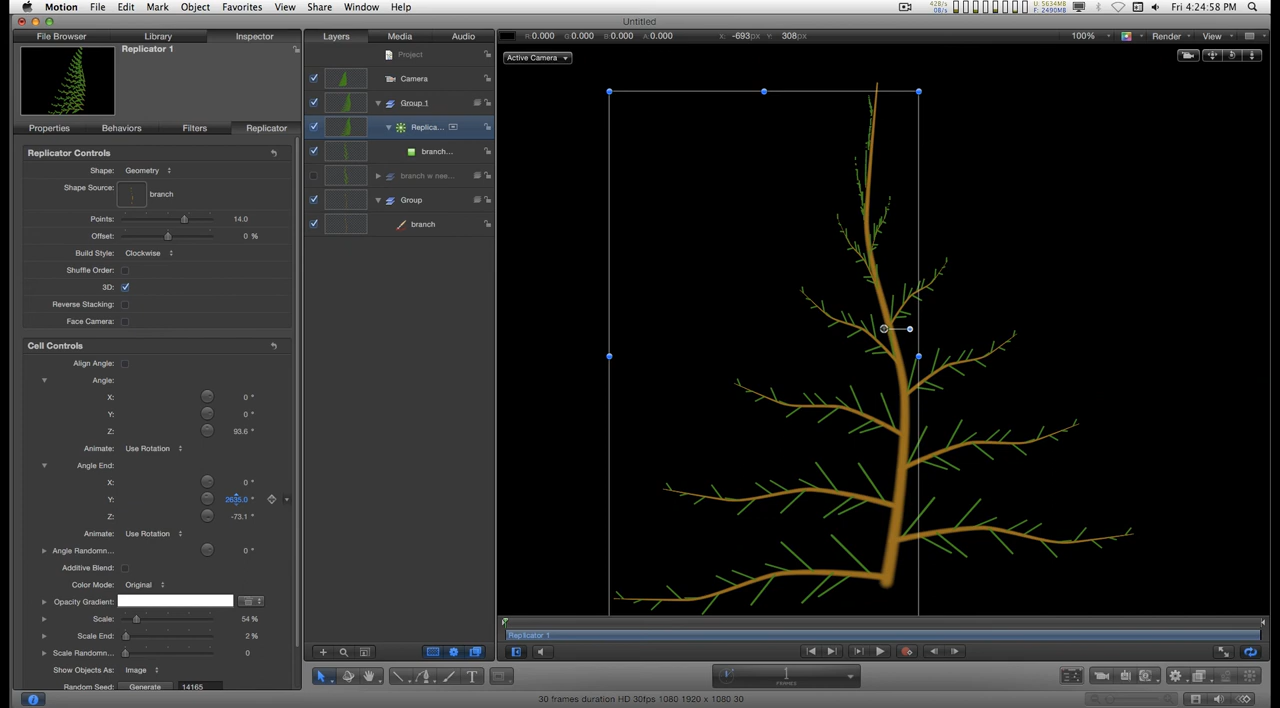 Motion File Edit Mark Object Favorites View Share Window Help Fri 4:24:58 PM
Untitled
File Browser Library Inspector Layers Media Audio R:0.000 G:0.000 B:0.000 A:0.000 X: -693px Y: 308px 100% Render View
Replicator 1
Project
Active Camera
Camera
Group 1
Properties Behaviors Filters Replicator
Replica...
Replicator Controls
branch...
Shape: Geometry
branch w nee...
Shape Source: branch
Group
Points: 14.0
branch
Offset: 0 %
Build Style: Clockwise
Shuffle Order:
3D:
Reverse Stacking:
Face Camera:
Cell Controls
Align Angle:
Angle:
X: 0 °
Y: 0 °
Z: 93.6 °
Animate: Use Rotation
Angle End:
X: 0 °
Y: 2635.0 °
Z: -73.1 °
Animate: Use Rotation
Angle Randomn... 0 °
Additive Blend:
Color Mode: Original
Opacity Gradient:
Scale: 54 %
Scale End: 2 %
Replicator 1
Scale Randomn... 0
Show Objects As: Image
Random Seed: Generate 14165
T
1
FRAMES
30 frames duration HD 30fps 1080 1920 x 1080 30